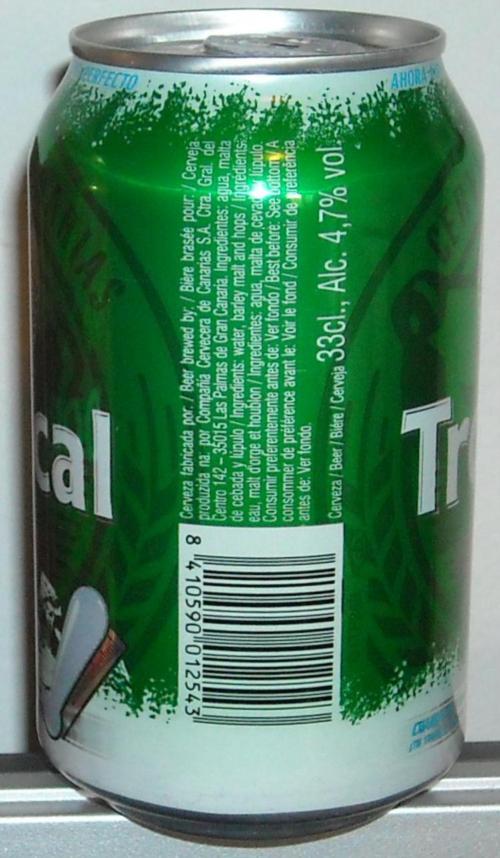 PERFECTO
AHORA
cal
Tr
Cerveza fabricada por: / Beer brewed by: / Bière brasée pour: / Cerveja
produzida na: por Compañía Cervecera de Canarias S.A. Ctra. Gral. del
Centro 142 – 35015 Las Palmas de Gran Canaria. Ingredientes: agua, malta
de cebada y lúpulo / Ingredients: water, barley malt and hops / Ingrédients:
eau, malt d'orge et houblon / Ingredientes: agua, malta de cevada lúpulo.
Consumir preferentemente antes de: Ver fondo / Best before: See bottom / A
consommer de préférence avant le: Voir le fond / Consumir de preferência
antes de: Ver fondo.
Cerveza / Beer / Bière / Cerveja 33cl., Alc. 4,7% vol.
8 410590 012543